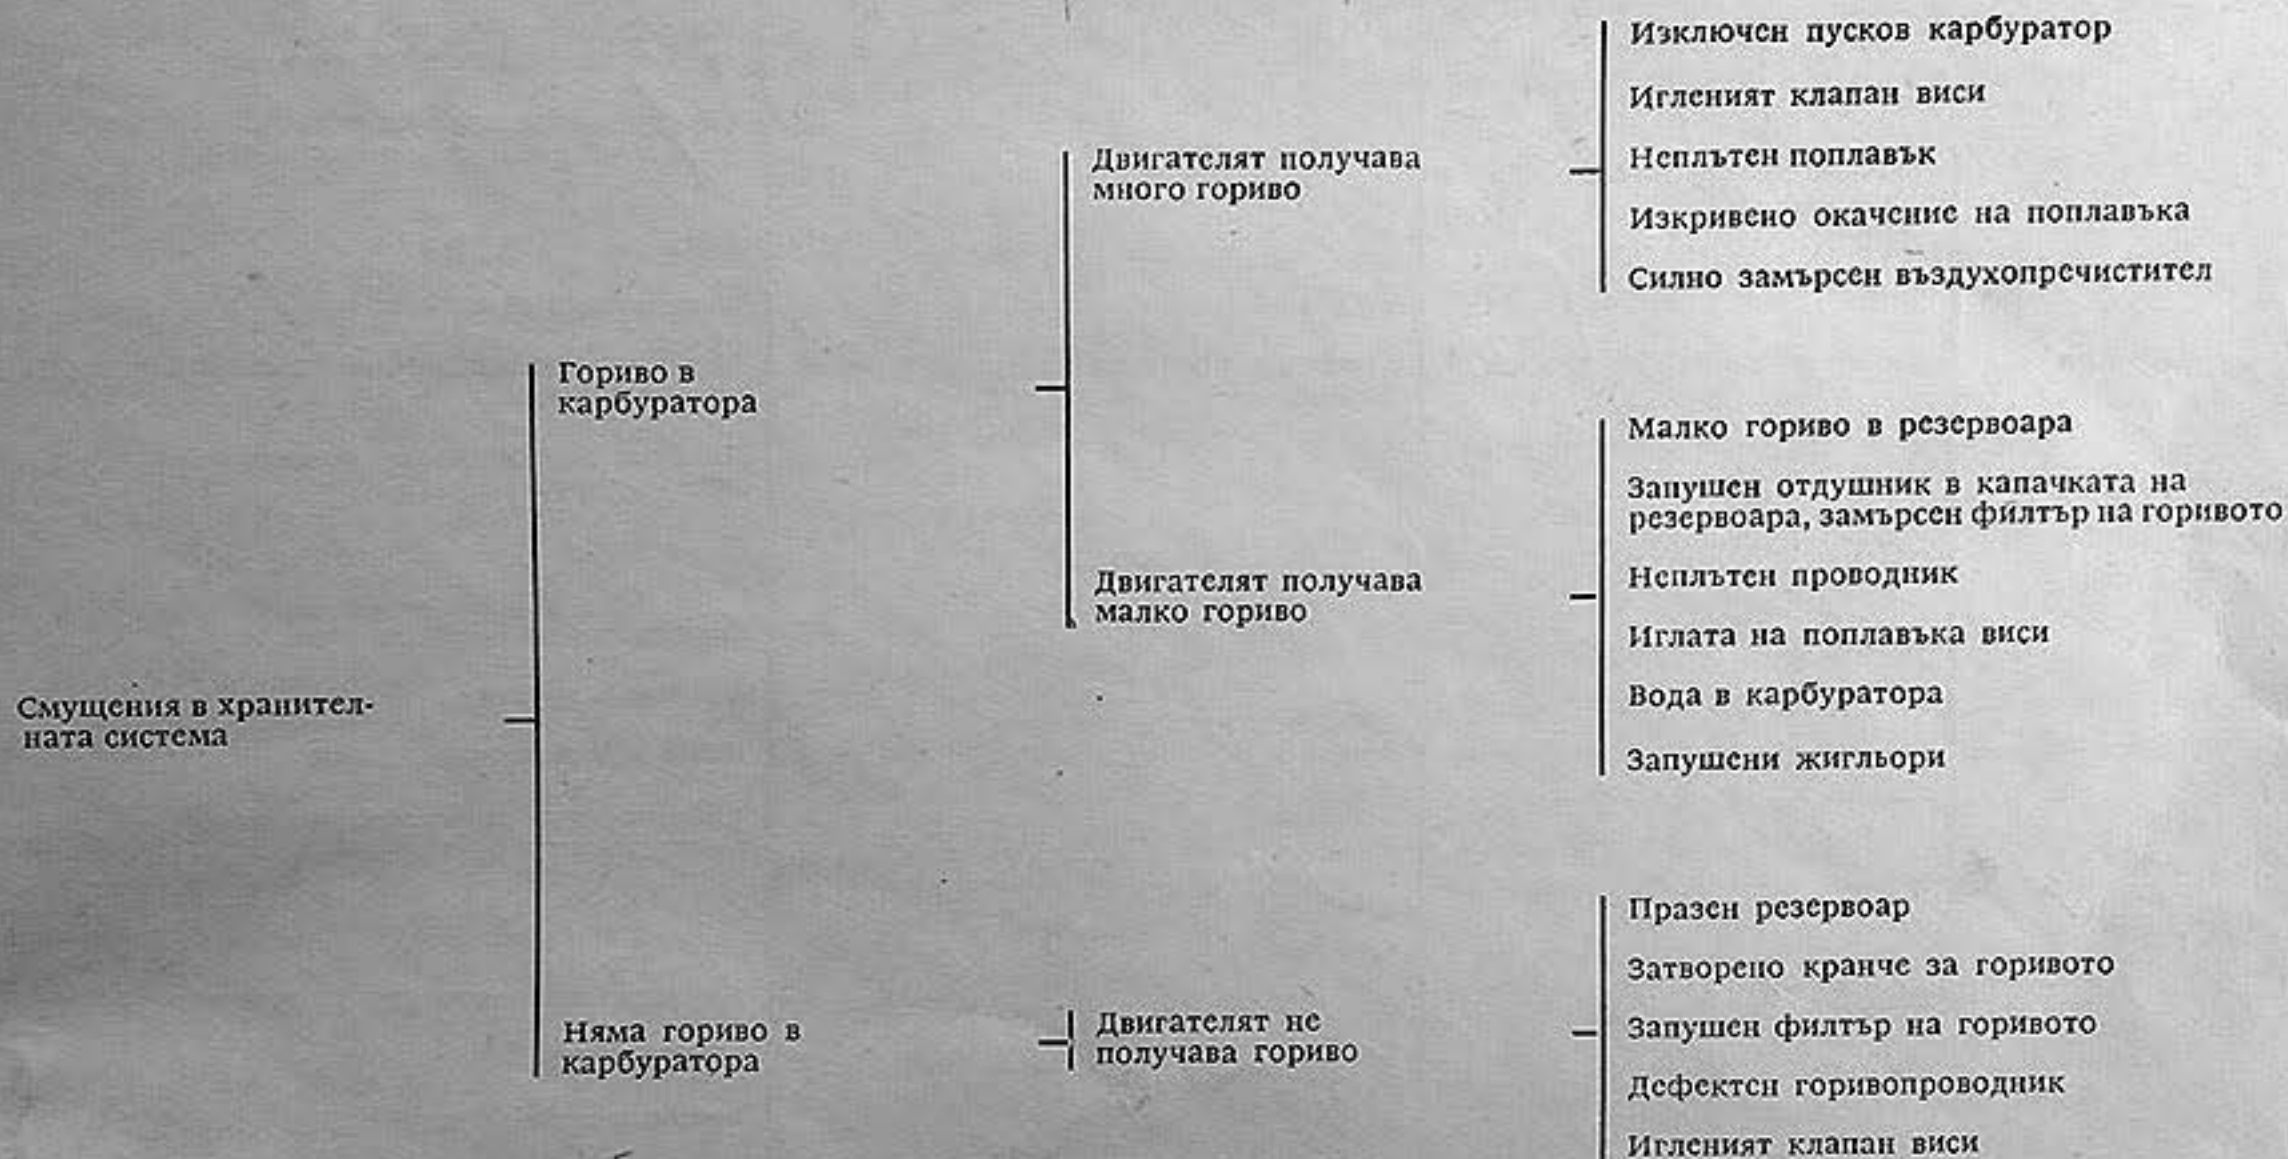 Смущения в хранител-
ната система
Гориво в
карбуратора
Няма гориво в
карбуратора
Двигателят получава
много гориво
Двигателят получава
малко гориво
Двигателят не
получава гориво
Изключен пусков карбуратор
Игленият клапан виси
Неплътен поплавък
Изкривено окачение на поплавъка
Силно замърсен въздухопречистител
Малко гориво в резервоара
Запушен отдушник в капачката на
резервоара, замърсен филтър на горивото
Неплътен проводник
Иглата на поплавъка виси
Вода в карбуратора
Запушени жигльори
Празен резервоар
Затворено кранче за горивото
Запушен филтър на горивото
Дефектен горивопроводник
Игленият клапан виси